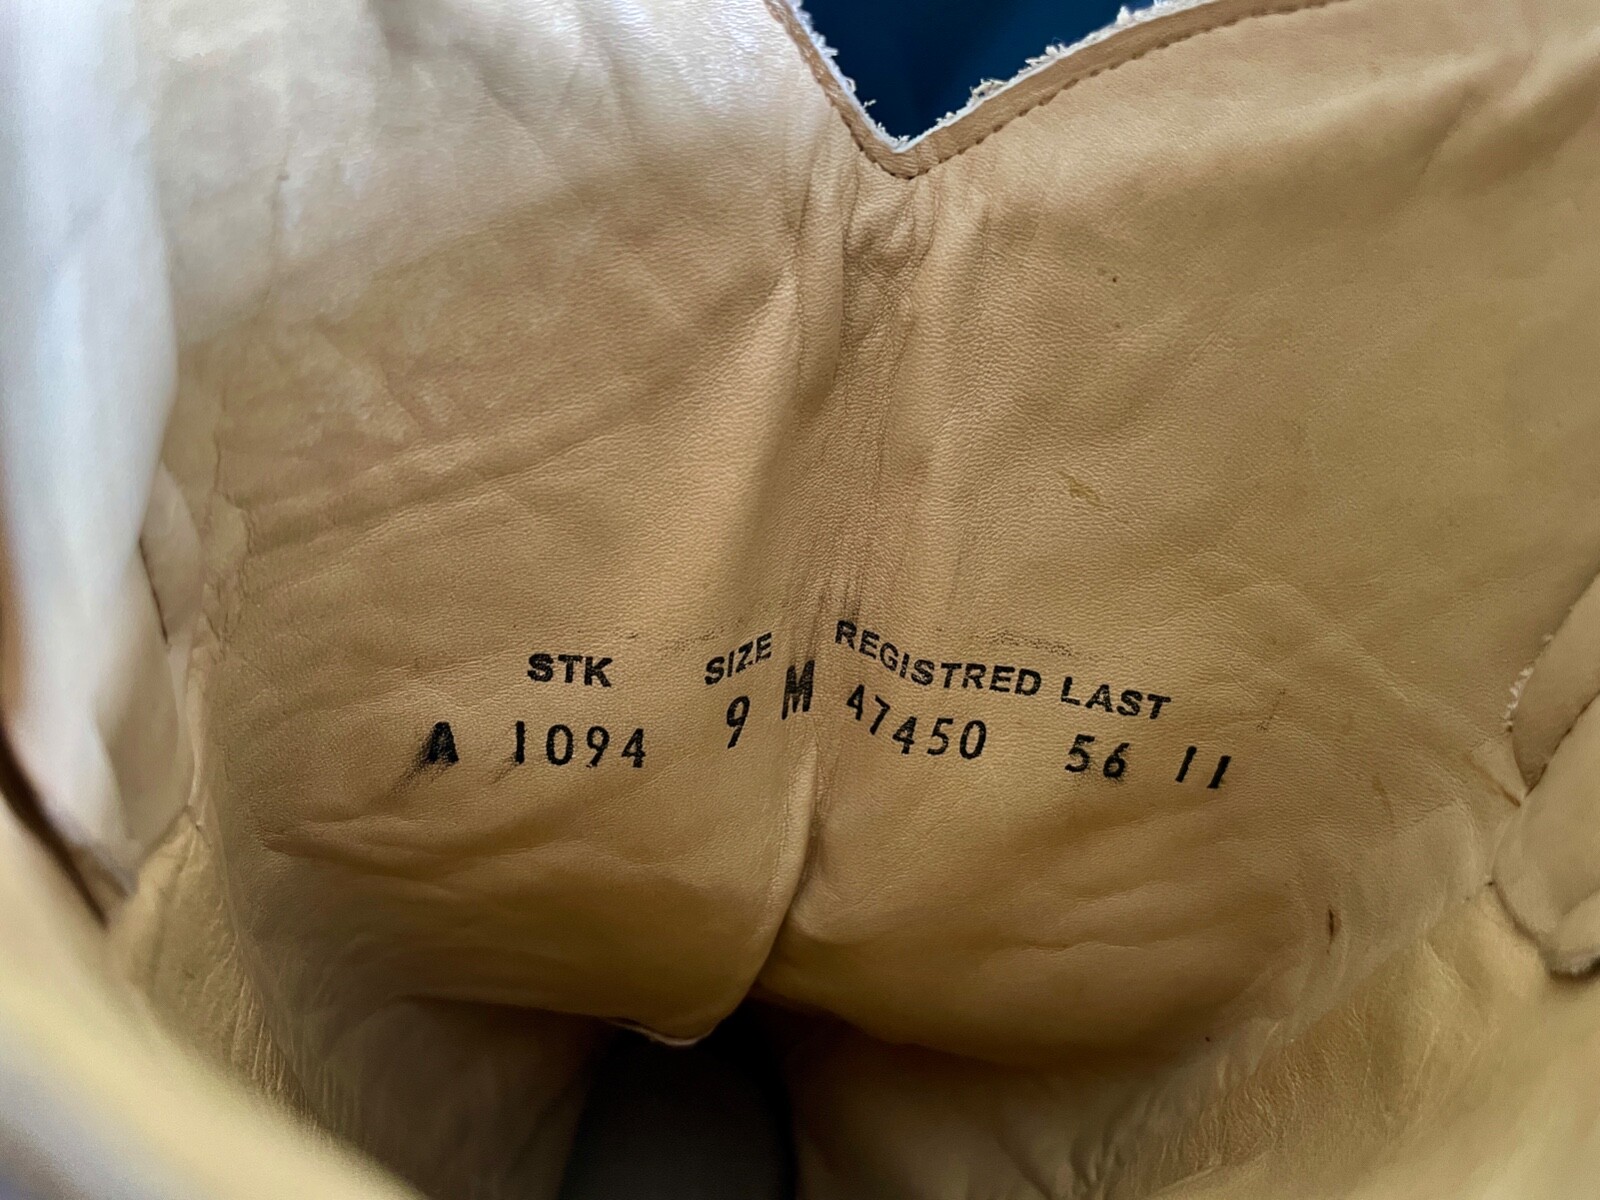 STK SIZE REGISTRED LAST
A 1094 9 M 47450 56 11